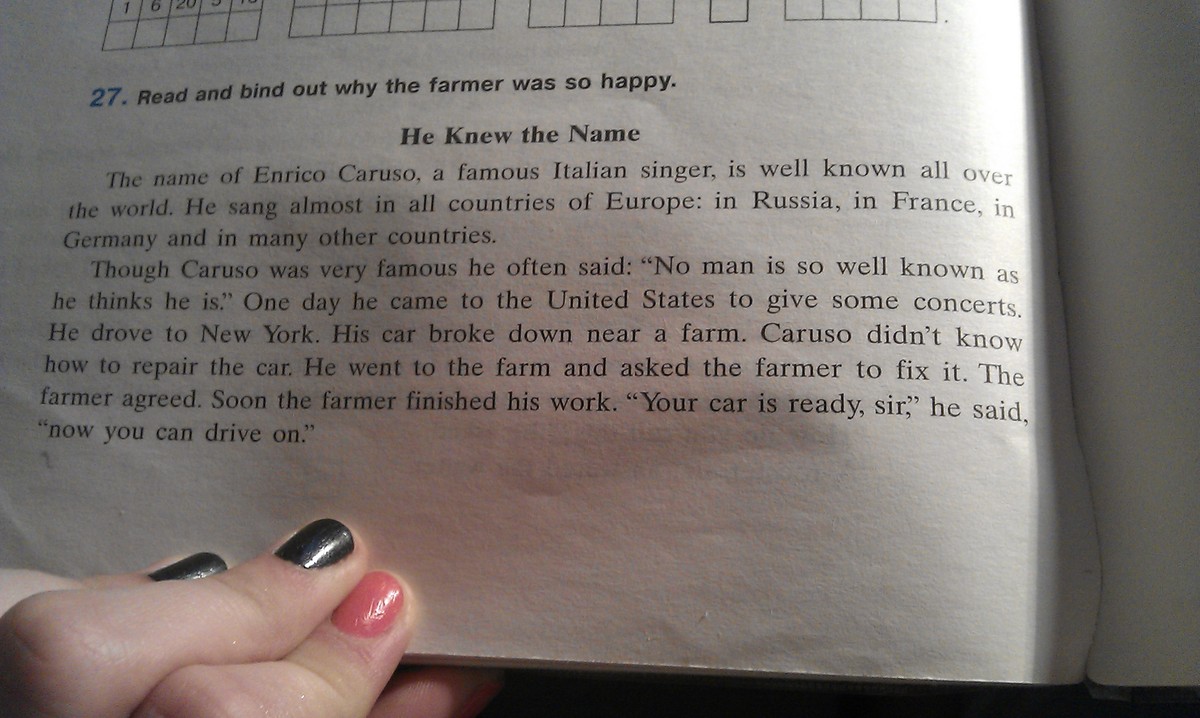 1 6 20 5
27. Read and bind out why the farmer was so happy.
He Knew the Name
The name of Enrico Caruso, a famous Italian singer, is well known all over
the world. He sang almost in all countries of Europe: in Russia, in France, in
Germany and in many other countries.
Though Caruso was very famous he often said: “No man is so well known as
he thinks he is.” One day he came to the United States to give some concerts.
He drove to New York. His car broke down near a farm. Caruso didn’t know
how to repair the car. He went to the farm and asked the farmer to fix it. The
farmer agreed. Soon the farmer finished his work. “Your car is ready, sir,” he said,
“now you can drive on.”